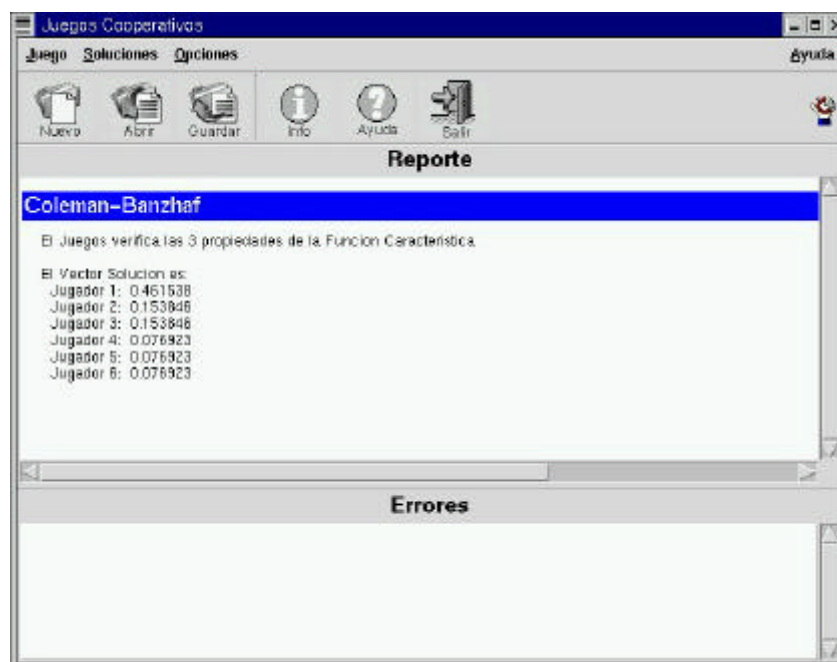 Juegos Cooperativos
Juego Soluciones Opciones Ayuda
Nuevo Abrir Guardar Info Ayuda Salir
Reporte
Coleman-Banzhaf
El Juegos verifica las 3 propiedades de la Funcion Caracteristica
El Vector Solucion es:
Jugador 1: 0.461538
Jugador 2: 0.153846
Jugador 3: 0.153846
Jugador 4: 0.076923
Jugador 5: 0.076923
Jugador 6: 0.076923
Errores